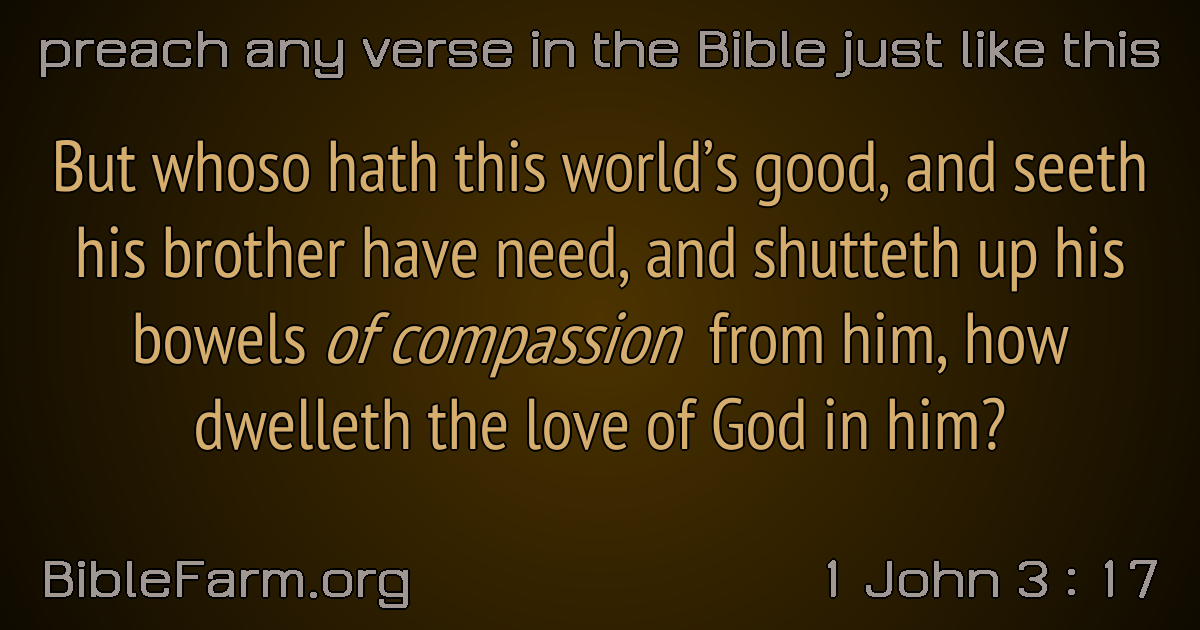 preach any verse in the Bible just like this
But whoso hath this world’s good, and seeth
his brother have need, and shutteth up his
bowels of compassion from him, how
dwelleth the love of God in him?
BibleFarm.org
1 John 3 : 17